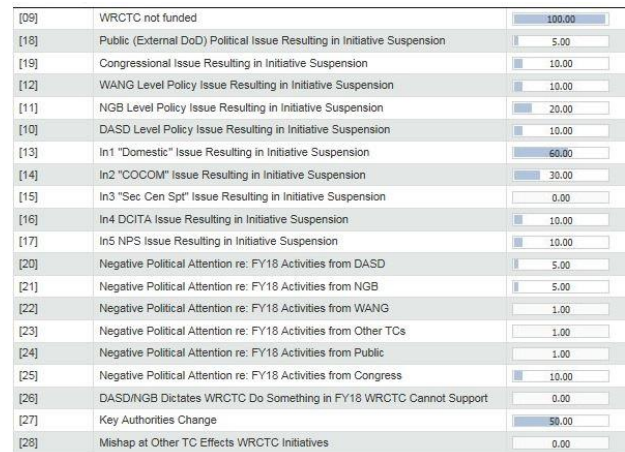 [09] WRCTC not funded 100.00
[18] Public (External DoD) Political Issue Resulting in Initiative Suspension 5.00
[19] Congressional Issue Resulting in Initiative Suspension 10.00
[12] WANG Level Policy Issue Resulting in Initiative Suspension 10.00
[11] NGB Level Policy Issue Resulting in Initiative Suspension 20.00
[10] DASD Level Policy Issue Resulting in Initiative Suspension 10.00
[13] In1 "Domestic" Issue Resulting in Initiative Suspension 60.00
[14] In2 "COCOM" Issue Resulting in Initiative Suspension 30.00
[15] In3 "Sec Cen Spt" Issue Resulting in Initiative Suspension 0.00
[16] In4 DCITA Issue Resulting in Initiative Suspension 10.00
[17] In5 NPS Issue Resulting in Initiative Suspension 10.00
[20] Negative Political Attention re: FY18 Activities from DASD 5.00
[21] Negative Political Attention re: FY18 Activities from NGB 5.00
[22] Negative Political Attention re: FY18 Activities from WANG 1.00
[23] Negative Political Attention re: FY18 Activities from Other TCs 1.00
[24] Negative Political Attention re: FY18 Activities from Public 1.00
[25] Negative Political Attention re: FY18 Activities from Congress 10.00
[26] DASD/NGB Dictates WRCTC Do Something in FY18 WRCTC Cannot Support 0.00
[27] Key Authorities Change 50.00
[28] Mishap at Other TC Effects WRCTC Initiatives 0.00